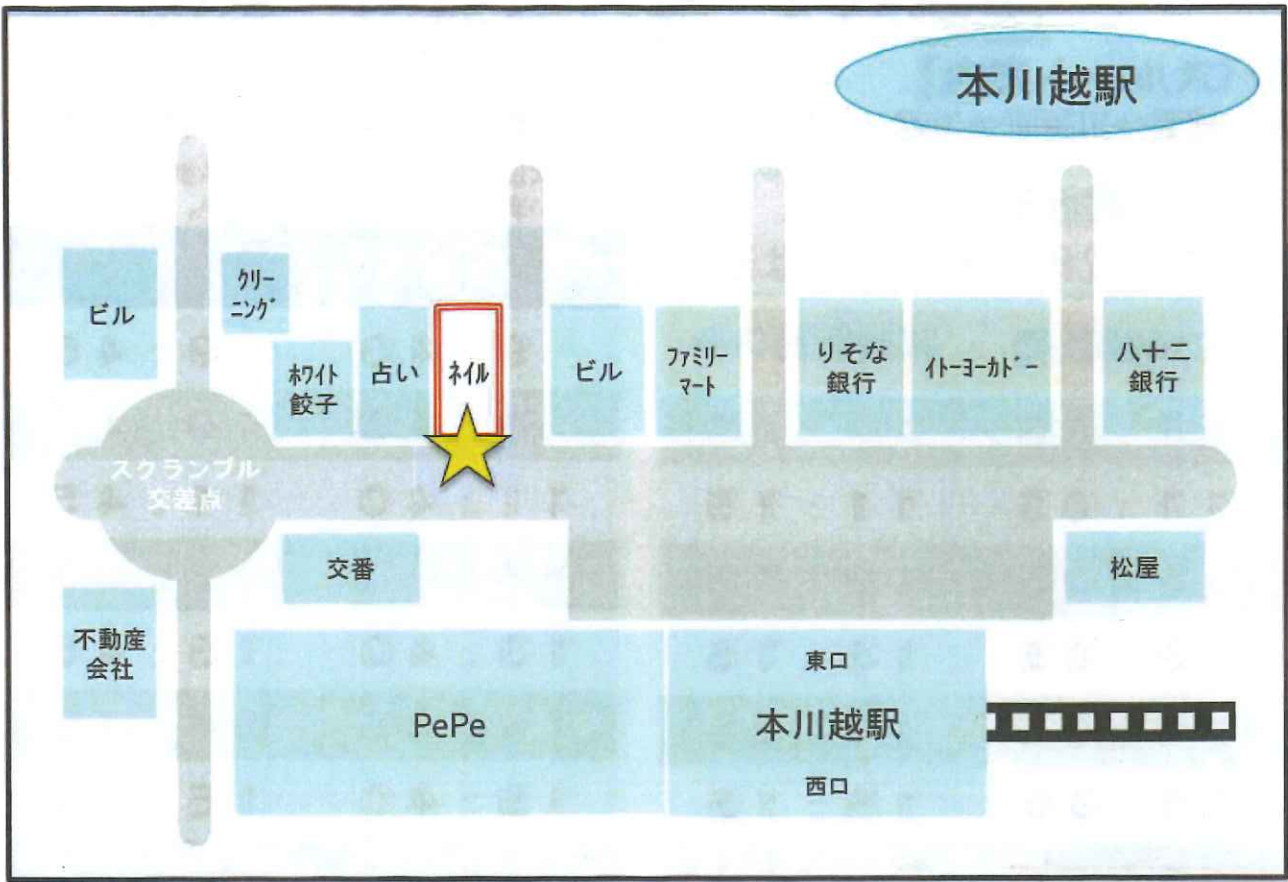 本川越駅
ビル
クリー
ニング
ホワイト
餃子
占い
ネイル
ビル
ファミリー
マート
りそな
銀行
イトーヨーカドー
八十二
銀行
スクランブル
交差点
交番
松屋
不動産
会社
PePe
東口
本川越駅
西口